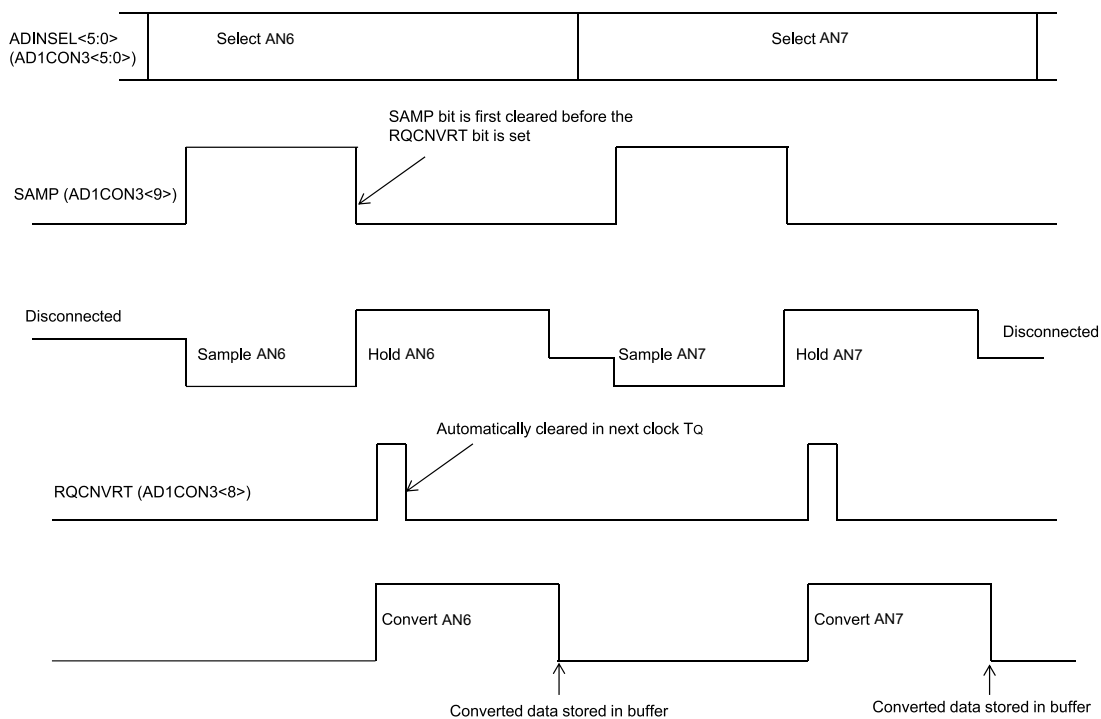 ADINSEL<5:0>
(AD1CON3<5:0>)
Select AN6
Select AN7
SAMP bit is first cleared before the
RQCNVRT bit is set
SAMP (AD1CON3<9>)
Disconnected
Sample AN6
Hold AN6
Sample AN7
Hold AN7
Disconnected
Automatically cleared in next clock TQ
RQCNVRT (AD1CON3<8>)
Convert AN6
Convert AN7
Converted data stored in buffer
Converted data stored in buffer